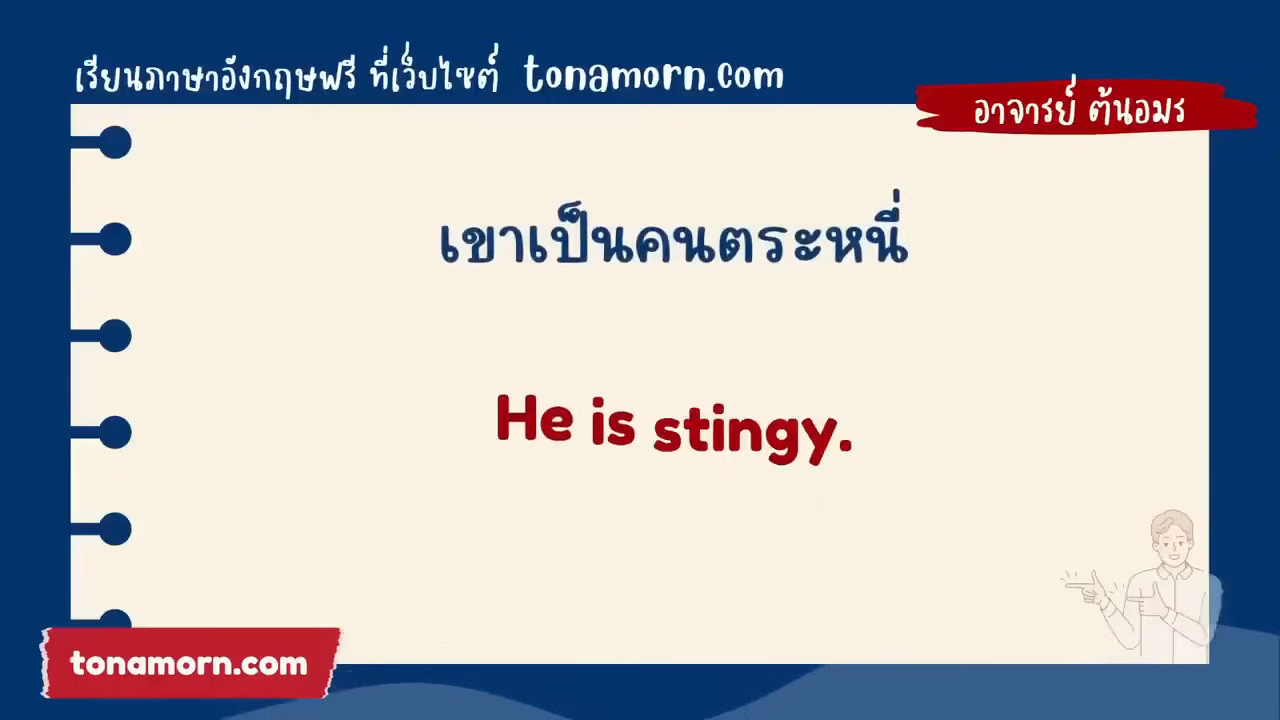 เรียนภาษาอังกฤษฟรี ที่เว็บไซต์ tonamorn.com
อาจารย์ ต้นอมร
เขาเป็นคนตระหนี่
He is stingy.
tonamorn.com